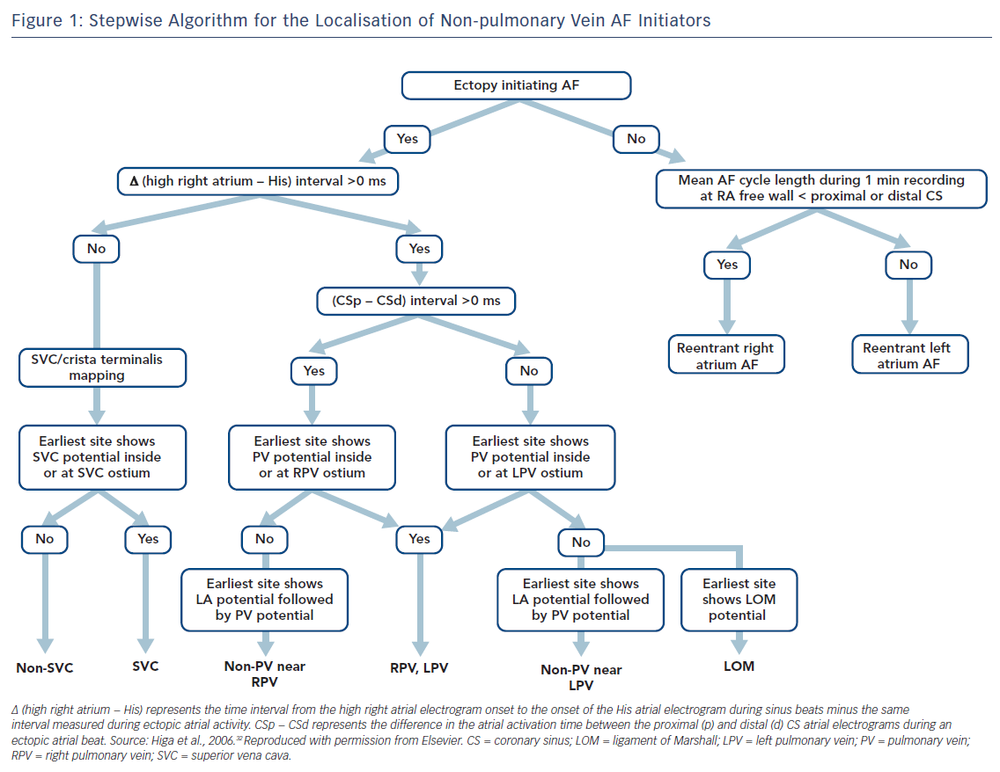 Figure 1: Stepwise Algorithm for the Localisation of Non-pulmonary Vein AF Initiators
Ectopy initiating AF
Yes
No
Δ (high right atrium – His) interval >0 ms
Mean AF cycle length during 1 min recording
at RA free wall < proximal or distal CS
No
Yes
Yes
No
(CSp – CSd) interval >0 ms
SVC/crista terminalis
mapping
Yes
No
Reentrant right
atrium AF
Reentrant left
atrium AF
Earliest site shows
SVC potential inside
or at SVC ostium
Earliest site shows
PV potential inside
or at RPV ostium
Earliest site shows
PV potential inside
or at LPV ostium
No
Yes
No
Yes
No
Earliest site shows
LA potential followed
by PV potential
Earliest site shows
LA potential followed
by PV potential
Earliest site
shows LOM
potential
Non-SVC
SVC
Non-PV near
RPV
RPV, LPV
Non-PV near
LPV
LOM
Δ (high right atrium – His) represents the time interval from the high right atrial electrogram onset to the onset of the His atrial electrogram during sinus beats minus the same
interval measured during ectopic atrial activity. CSp – CSd represents the difference in the atrial activation time between the proximal (p) and distal (d) CS atrial electrograms during an
ectopic atrial beat. Source: Higa et al., 2006.³² Reproduced with permission from Elsevier. CS = coronary sinus; LOM = ligament of Marshall; LPV = left pulmonary vein; PV = pulmonary vein;
RPV = right pulmonary vein; SVC = superior vena cava.